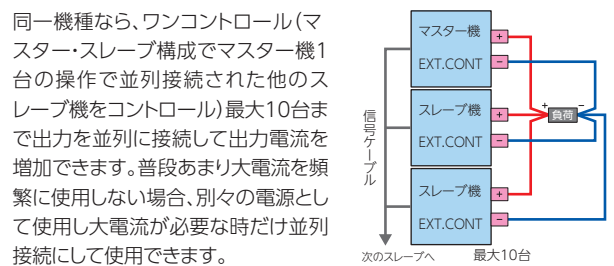 同一機種なら、ワンコントロール（マ
スター・スレーブ構成でマスター機1
台の操作で並列接続された他のス
レーブ機をコントロール）最大10台ま
で出力を並列に接続して出力電流を
増加できます。普段あまり大電流を頻
繁に使用しない場合、別々の電源とし
て使用し大電流が必要な時だけ並列
接続にして使用できます。
マスター機
+
EXT.CONT
−
スレーブ機
+
EXT.CONT
−
スレーブ機
+
EXT.CONT
−
+ −
負荷
信号ケーブル
次のスレーブへ
最大10台